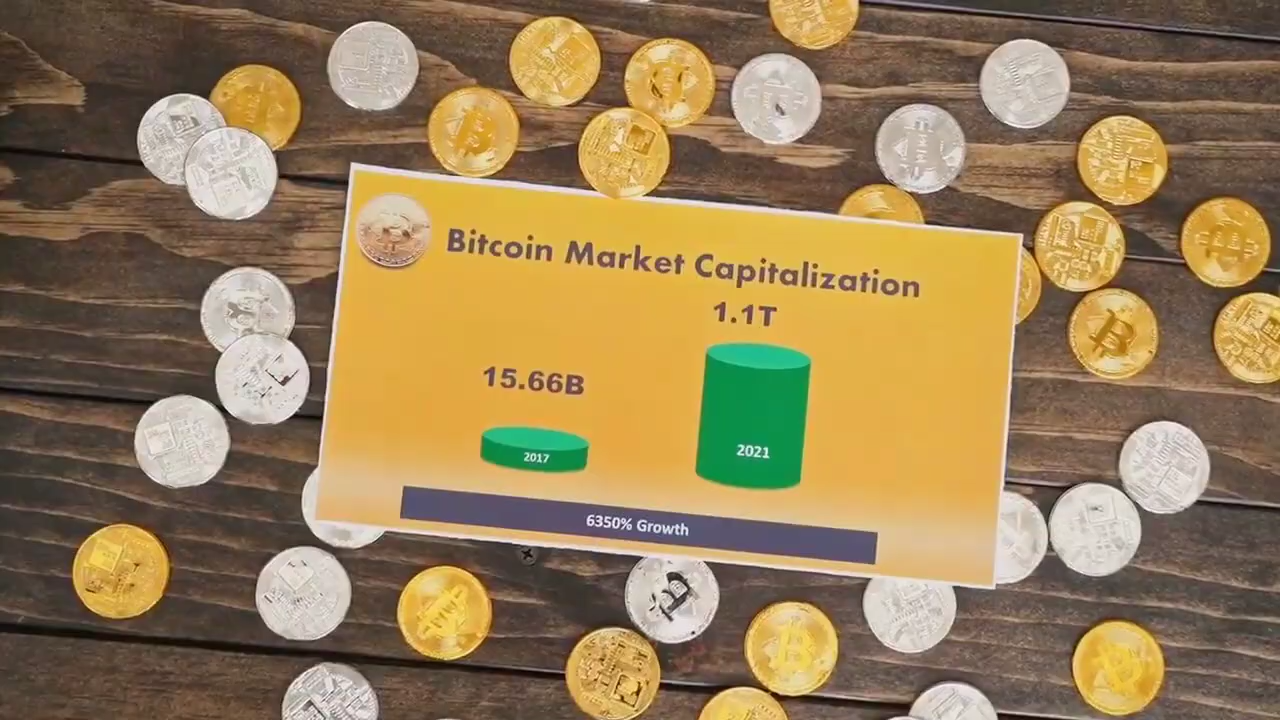 Bitcoin Market Capitalization
1.1T
15.66B
2017
2021
6350% Growth